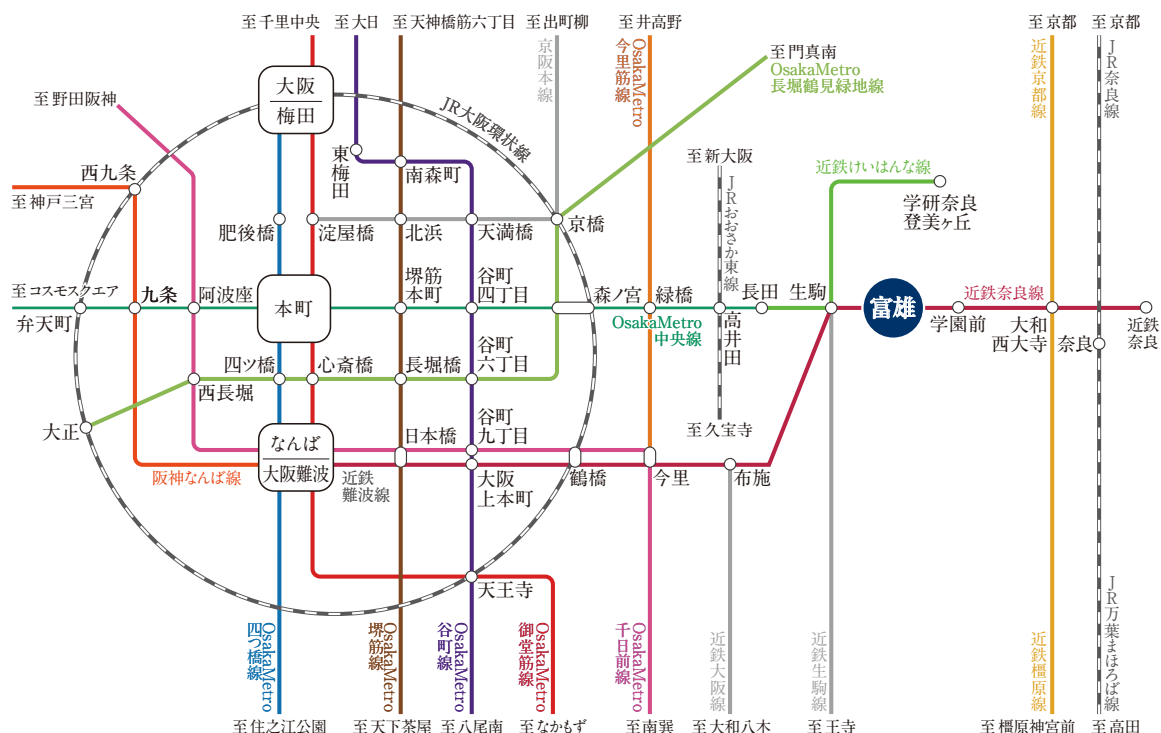 至千里中央
至大日
至天神橋筋六丁目
至出町柳
至井高野
至京都
至京都
京阪本線
OsakaMetro
今里筋線
至門真南
OsakaMetro
長堀鶴見緑地線
近鉄京都線
JR奈良線
大阪
梅田
至野田阪神
JR大阪環状線
東梅田
南森町
至新大阪
JRおおさか東線
近鉄けいはんな線
学研奈良
登美ヶ丘
西九条
至神戸三宮
肥後橋
淀屋橋
北浜
天満橋
京橋
至コスモスクエア
弁天町
九条
阿波座
本町
堺筋
本町
谷町
四丁目
森ノ宮
緑橋
OsakaMetro
中央線
高井田
長田
生駒
富雄
学園前
近鉄奈良線
大和
西大寺
奈良
近鉄
奈良
四ツ橋
心斎橋
長堀橋
谷町
六丁目
西長堀
大正
至久宝寺
なんば
大阪難波
日本橋
谷町
九丁目
阪神なんば線
近鉄
難波線
大阪
上本町
鶴橋
今里
布施
天王寺
OsakaMetro
四つ橋線
OsakaMetro
堺筋線
OsakaMetro
谷町線
OsakaMetro
御堂筋線
OsakaMetro
千日前線
近鉄大阪線
近鉄生駒線
近鉄橿原線
JR万葉まほろば線
至住之江公園
至天下茶屋
至八尾南
至なかもず
至南巽
至大和八木
至王寺
至橿原神宮前
至高田